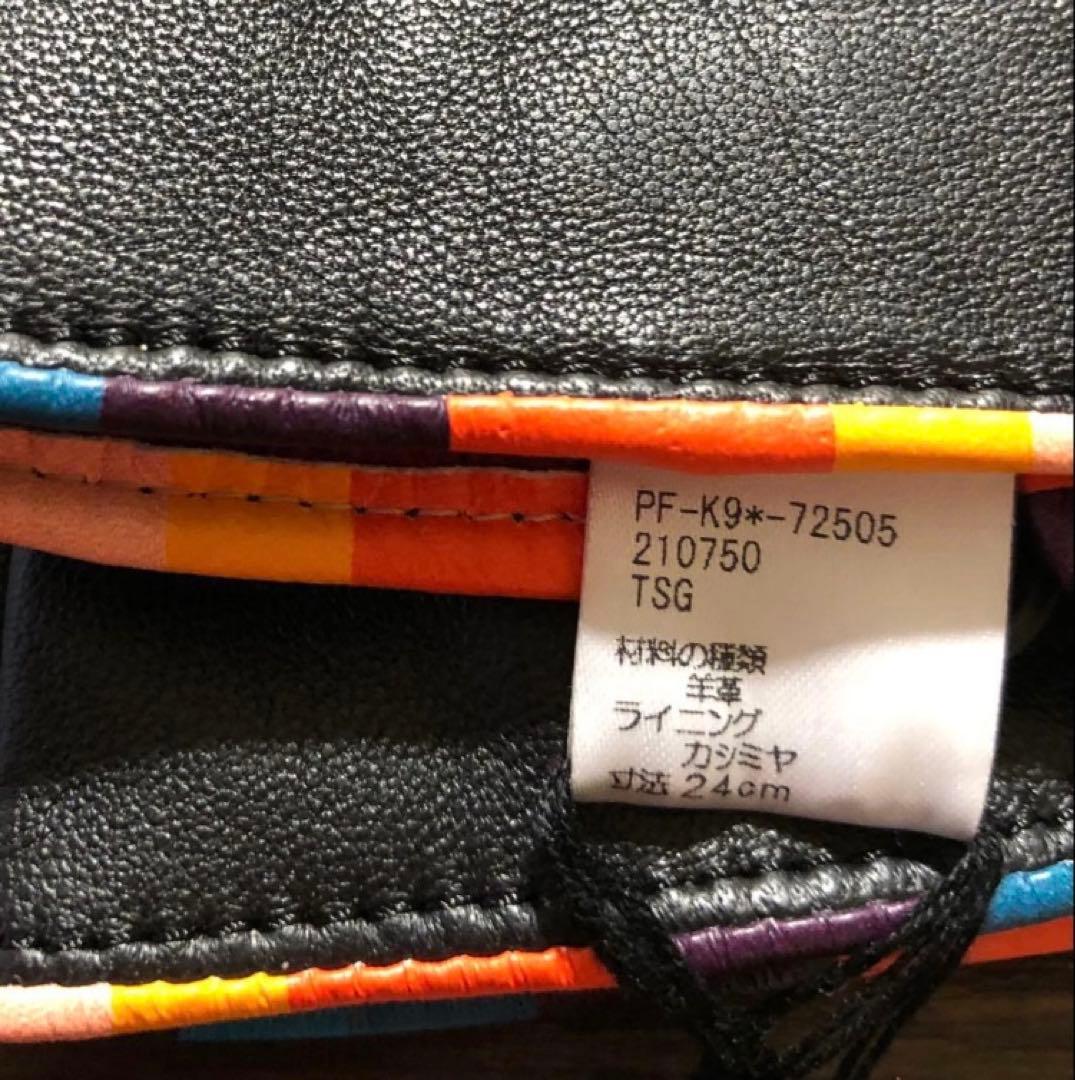 PF-K9*-72505
210750
TSG
材料の種類
羊革
ライニング
カシミヤ
寸法 24cm